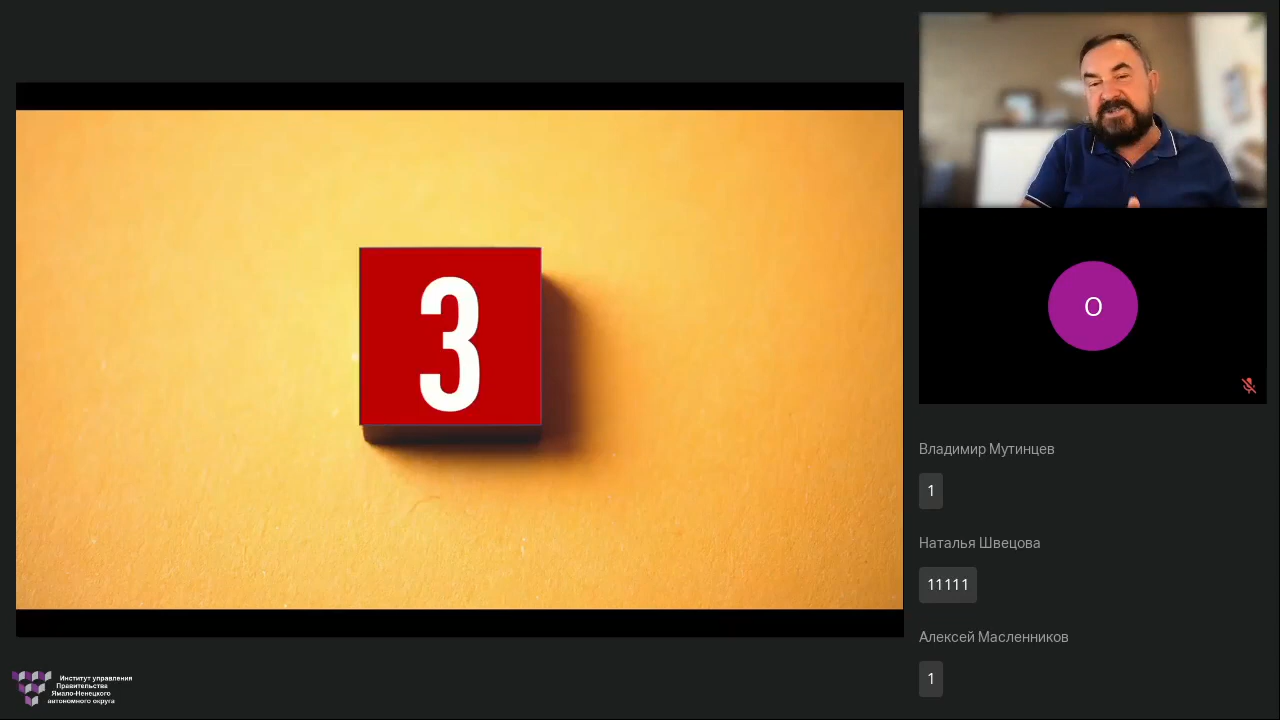 3
О
Владимир Мутинцев
1
Наталья Швецова
11111
Алексей Масленников
1
Институт управления
Правительства
Ямало-Ненецкого
автономного округа